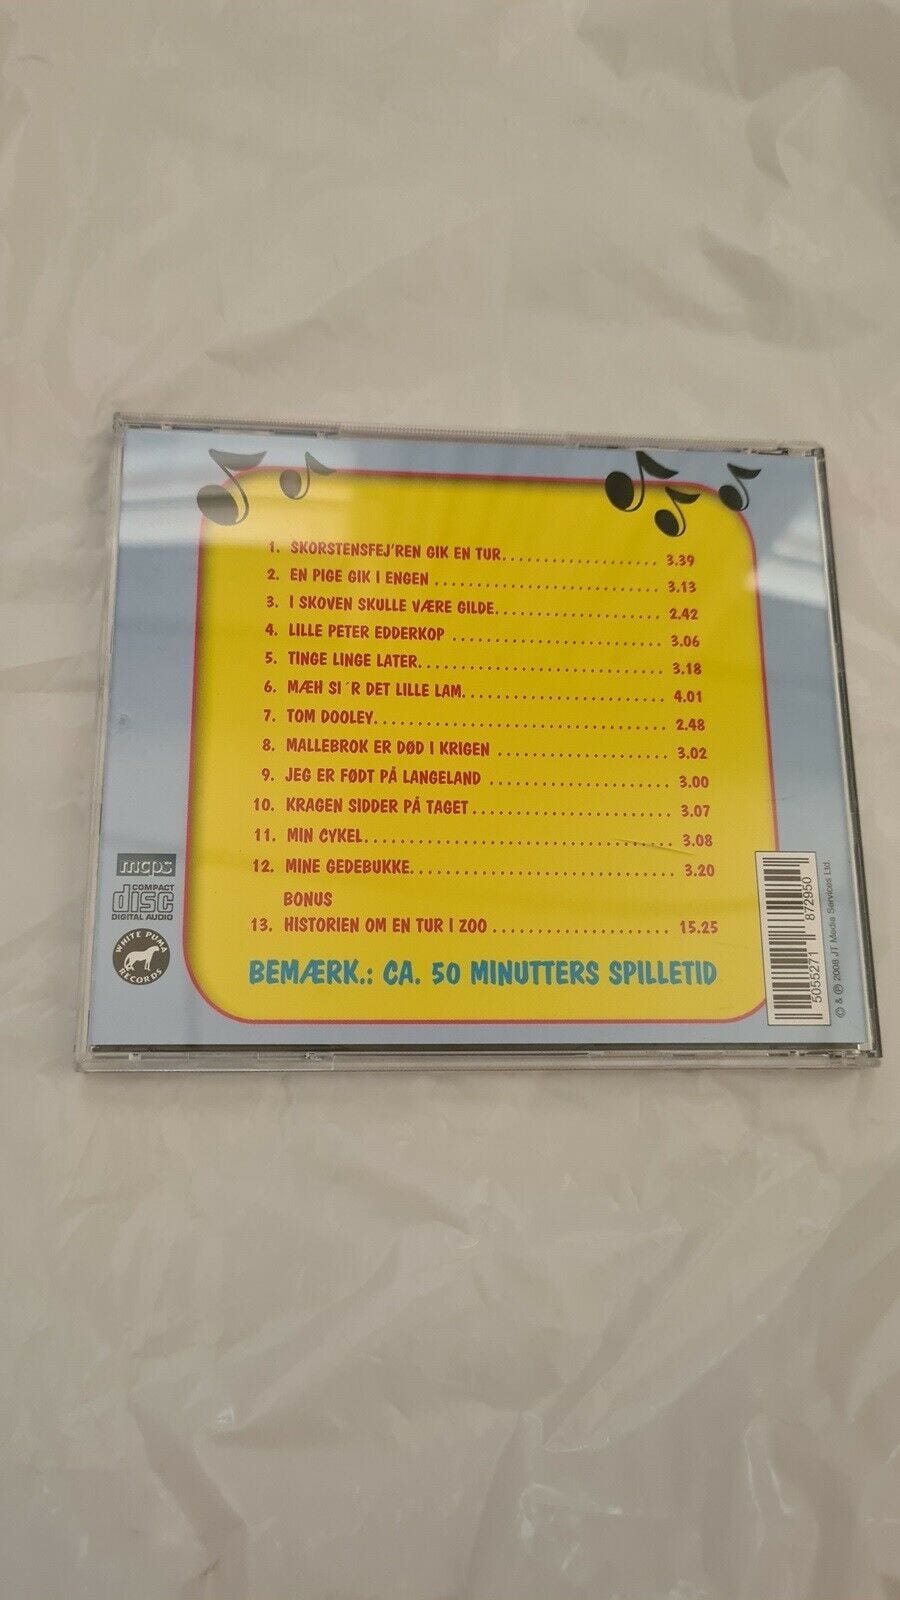 1. SKORSTENSFEJ'REN GIK EN TUR. 3.39
2. EN PIGE GIK I ENGEN 3.13
3. I SKOVEN SKULLE VÆRE GILDE. 2.42
4. LILLE PETER EDDERKOP 3.06
5. TINGE LINGE LATER. 3.18
6. MÆH SI´R DET LILLE LAM. 4.01
7. TOM DOOLEY. 2.48
8. MALLEBROK ER DØD I KRIGEN 3.02
9. JEG ER FØDT PÅ LANGELAND 3.00
10. KRAGEN SIDDER PÅ TAGET 3.07
11. MIN CYKEL. 3.08
12. MINE GEDEBUKKE. 3.20
BONUS
13. HISTORIEN OM EN TUR I ZOO 15.25
BEMÆRK.: CA. 50 MINUTTERS SPILLETID
mcps
COMPACT
disc
DIGITAL AUDIO
WHITE PUMA
RECORDS
5055271 872950
© & ℗ 2008 JT Media Services Ltd.